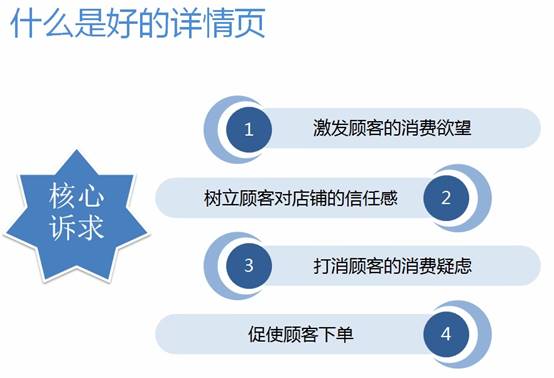 什么是好的详情页
核心
诉求
1 激发顾客的消费欲望
树立顾客对店铺的信任感 2
3 打消顾客的消费疑虑
促使顾客下单 4